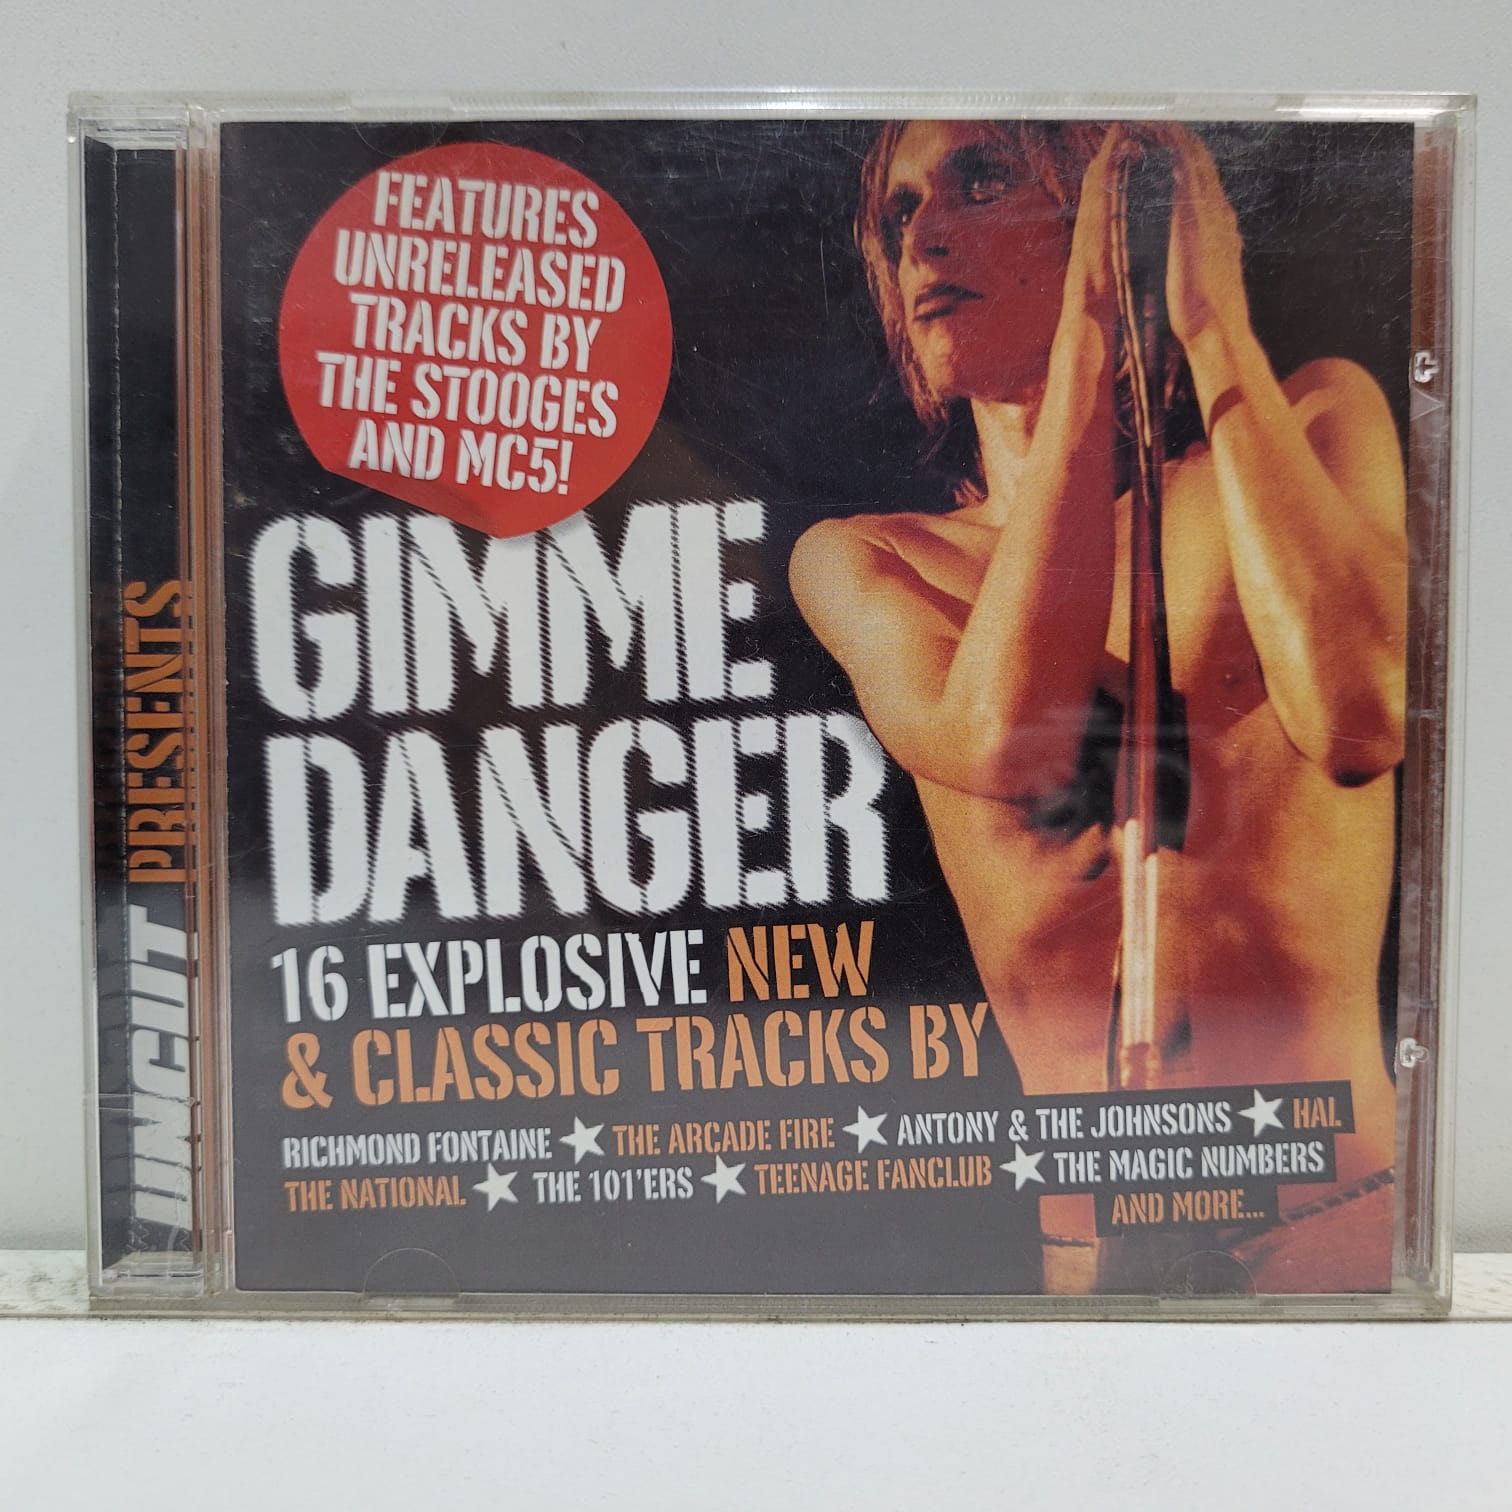 FEATURES
UNRELEASED
TRACKS BY
THE STOOGES
AND MC5!
GIMME
DANGER
16 EXPLOSIVE NEW
& CLASSIC TRACKS BY
RICHMOND FONTAINE ★ THE ARCADE FIRE ★ ANTONY & THE JOHNSONS ★ HAL
THE NATIONAL ★ THE 101'ERS ★ TEENAGE FANCLUB ★ THE MAGIC NUMBERS
AND MORE...
UNCUT PRESENTS